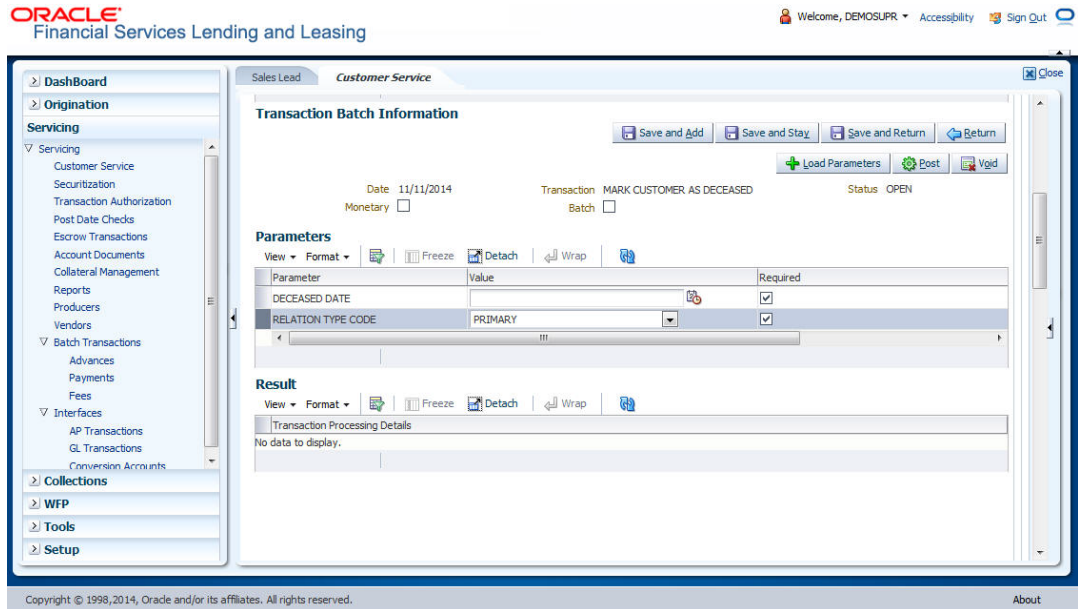 ORACLE®
Financial Services Lending and Leasing
Welcome, DEMOSUPR Accessibility Sign Out
DashBoard
Origination
Servicing
Servicing
Customer Service
Securitization
Transaction Authorization
Post Date Checks
Escrow Transactions
Account Documents
Collateral Management
Reports
Producers
Vendors
Batch Transactions
Advances
Payments
Fees
Interfaces
AP Transactions
GL Transactions
Conversion Accounts
Collections
WFP
Tools
Setup
Sales Lead Customer Service Close
Transaction Batch Information
Save and Add Save and Stay Save and Return Return
Load Parameters Post Void
Date 11/11/2014 Transaction MARK CUSTOMER AS DECEASED Status OPEN
Monetary Batch
Parameters
View Format Freeze Detach Wrap
Parameter Value Required
DECEASED DATE
RELATION TYPE CODE PRIMARY
Result
View Format Freeze Detach Wrap
Transaction Processing Details
No data to display.
Copyright © 1998,2014, Oracle and/or its affiliates. All rights reserved. About